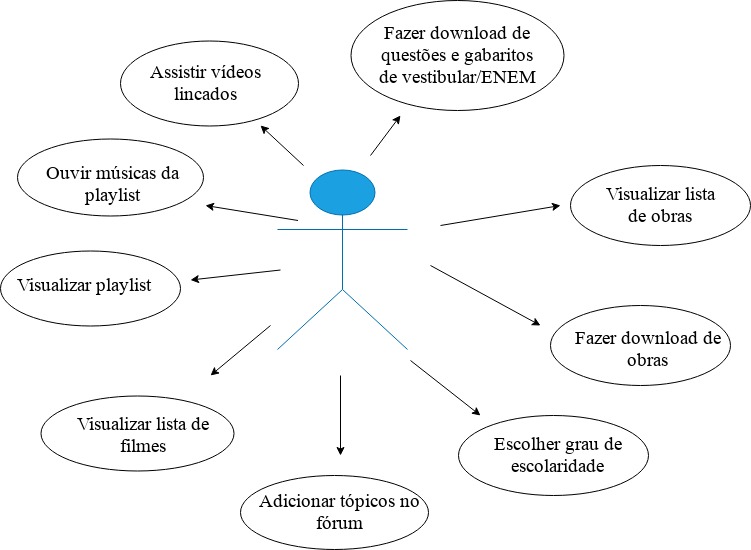 Fazer download de
questões e gabaritos
de vestibular/ENEM
Assistir vídeos
lincados
Ouvir músicas da
playlist
Visualizar lista
de obras
Visualizar playlist
Fazer download de
obras
Visualizar lista de
filmes
Escolher grau de
escolaridade
Adicionar tópicos no
fórum